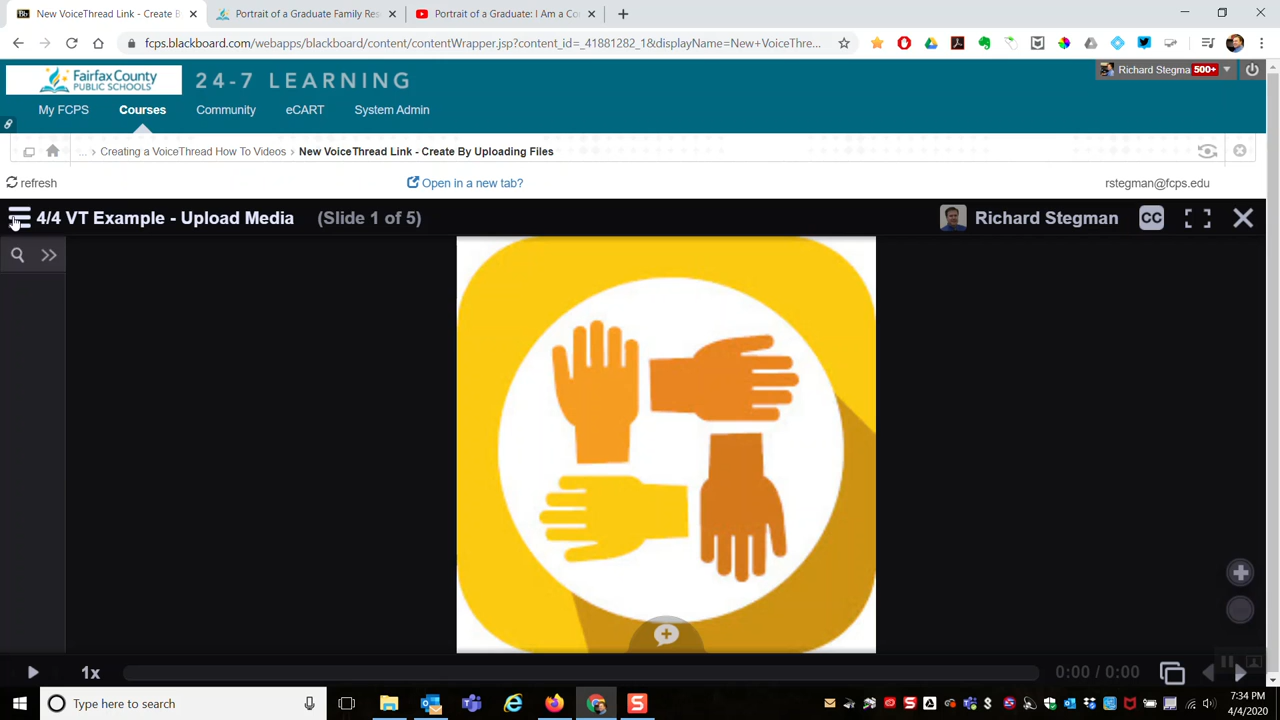 New VoiceThread Link - Create B
Portrait of a Graduate Family Res
Portrait of a Graduate: I Am a Co
fcps.blackboard.com/webapps/blackboard/content/contentWrapper.jsp?content_id=_41881282_1&displayName=New+VoiceThre...
Fairfax County
PUBLIC SCHOOLS
24-7 LEARNING
Richard Stegma 500+
My FCPS Courses Community eCART System Admin
... > Creating a VoiceThread How To Videos > New VoiceThread Link - Create By Uploading Files
refresh
Open in a new tab?
rstegman@fcps.edu
4/4 VT Example - Upload Media (Slide 1 of 5)
Richard Stegman CC
1x
0:00 / 0:00
Type here to search
7:34 PM
4/4/2020